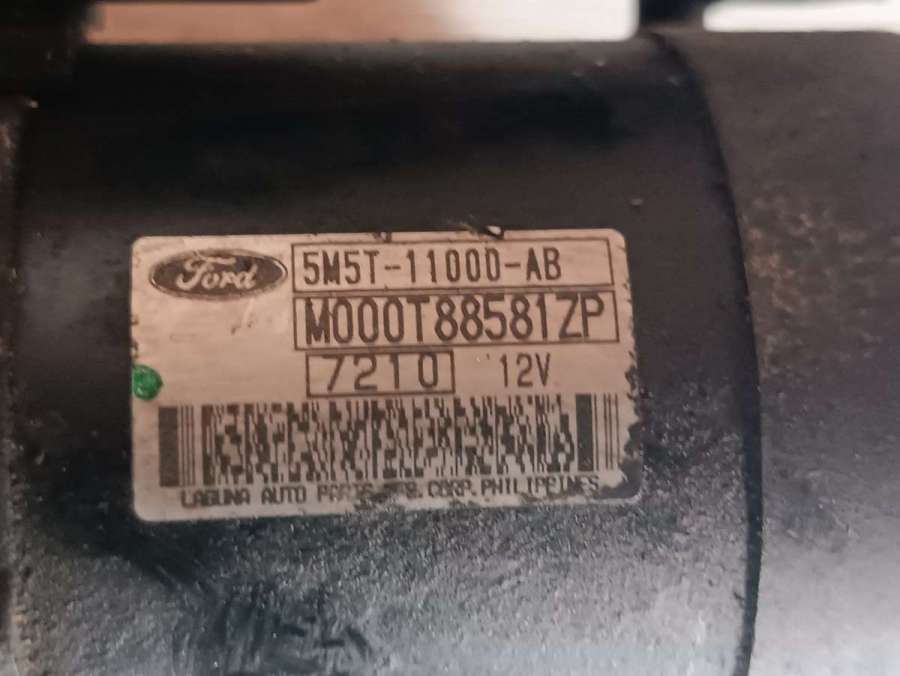 Ford
5M5T-11000-AB
M000T88581ZP
7210 12V
LAGUNA AUTO PARTS MFG.CORP.PHILIPPINES